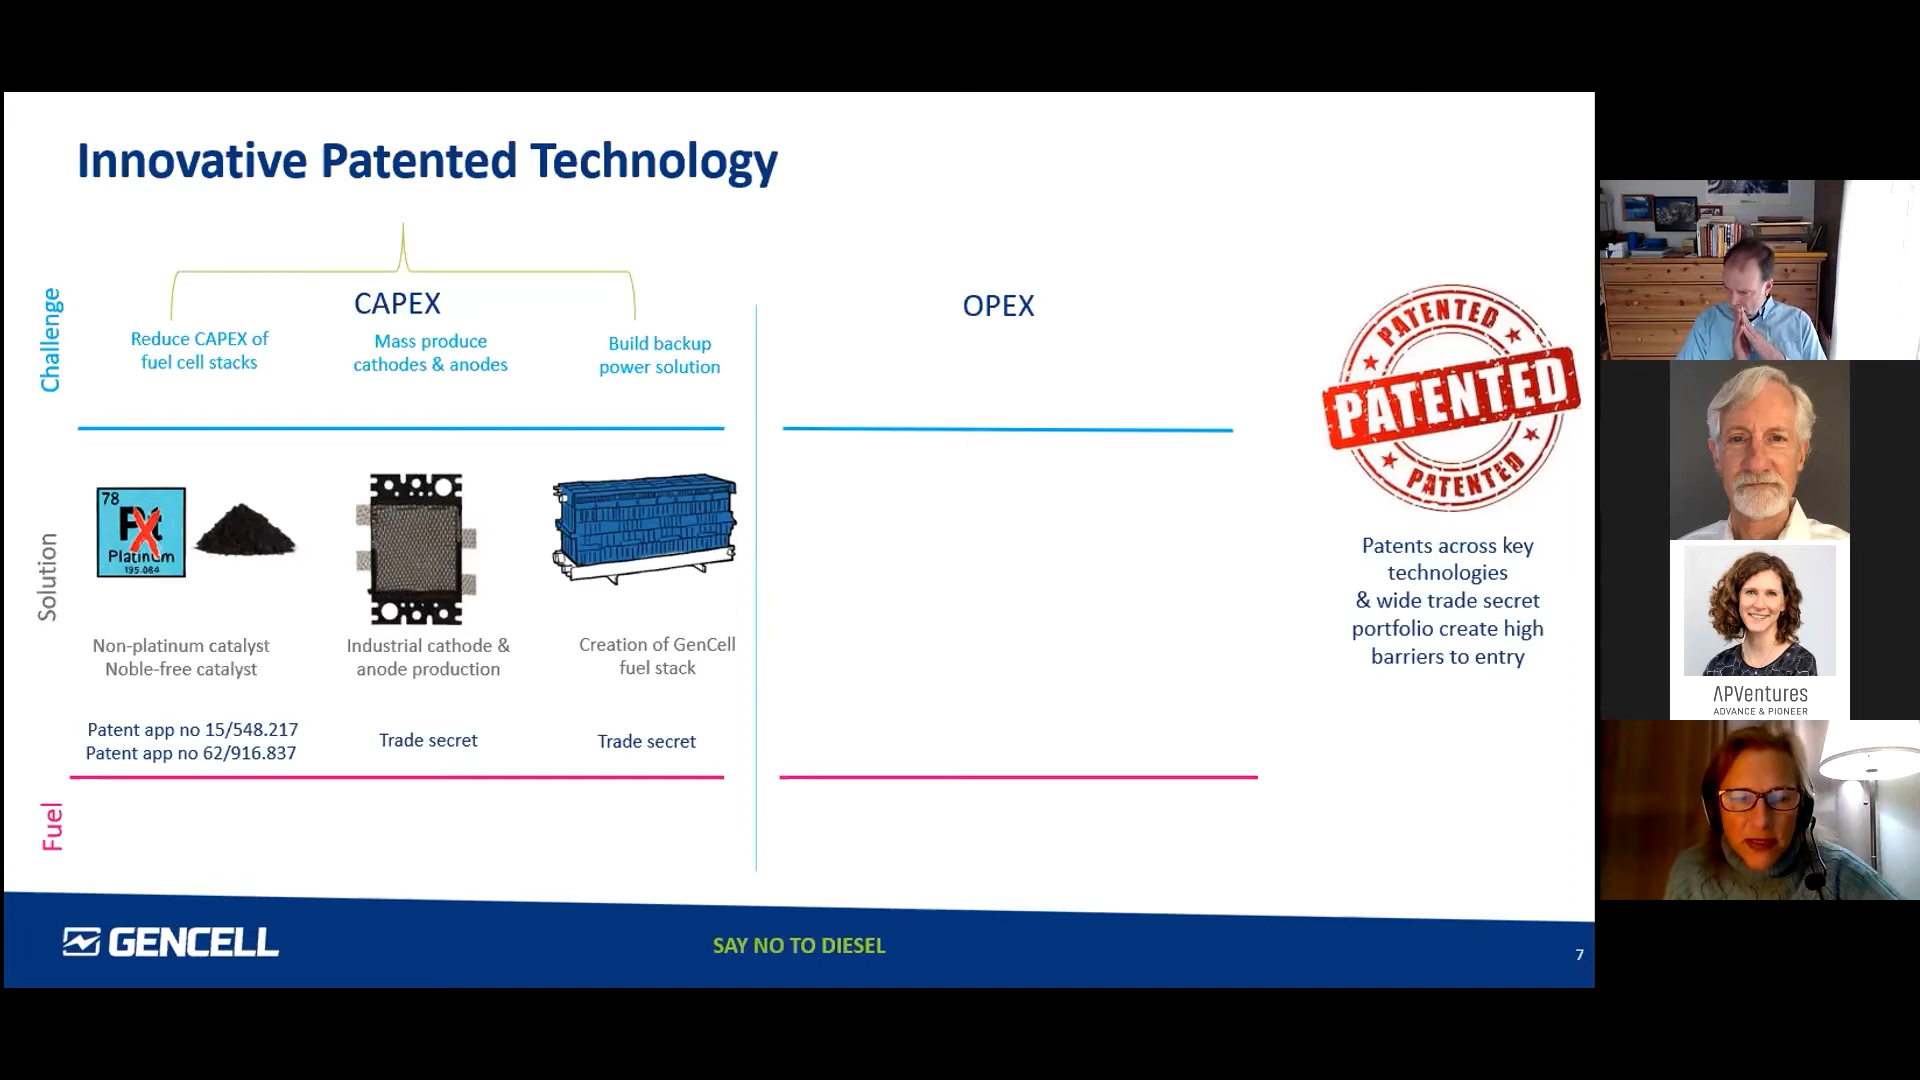 Innovative Patented Technology
Challenge
CAPEX
Reduce CAPEX of
fuel cell stacks
Mass produce
cathodes & anodes
Build backup
power solution
OPEX
Solution
78
Pt
Platinum
195.084
Non-platinum catalyst
Noble-free catalyst
Industrial cathode &
anode production
Creation of GenCell
fuel stack
Patent app no 15/548.217
Patent app no 62/916.837
Trade secret
Trade secret
Fuel
PATENTED
PATENTED
PATENTED
Patents across key
technologies
& wide trade secret
portfolio create high
barriers to entry
GENCELL
SAY NO TO DIESEL
7
APVentures
ADVANCE & PIONEER